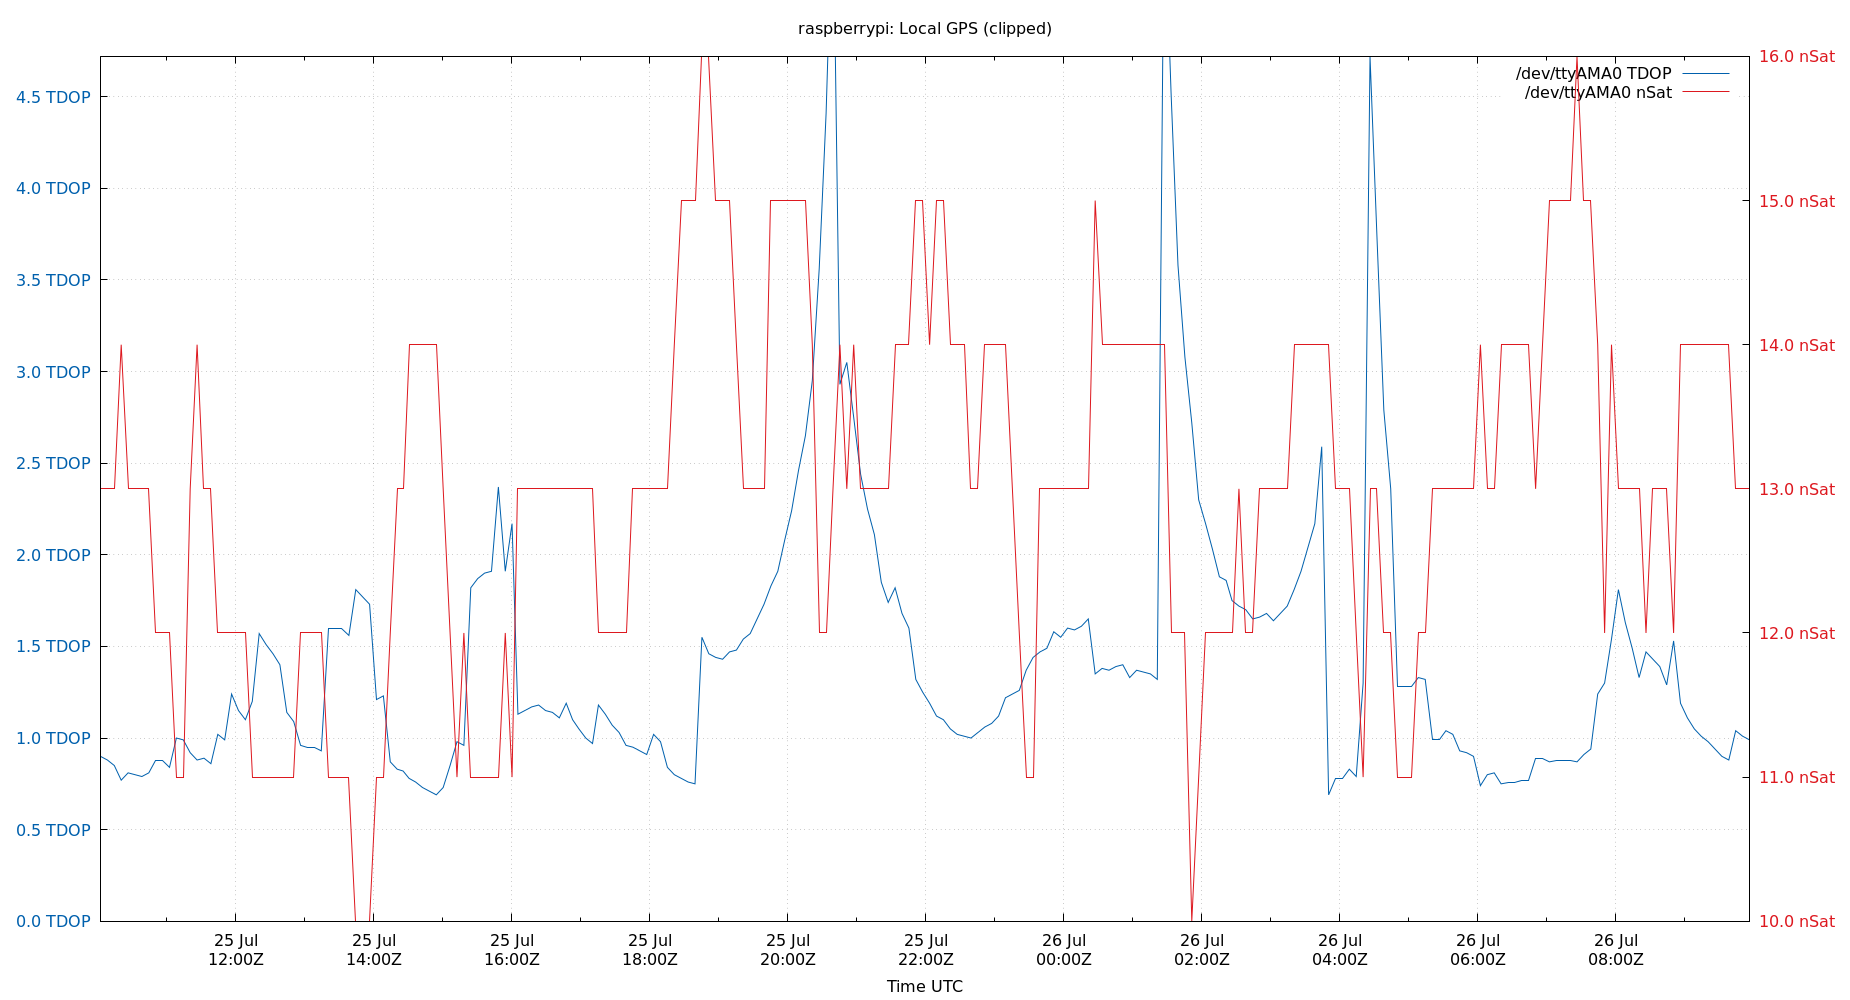 raspberrypi: Local GPS (clipped)
16.0 nSat
/dev/ttyAMA0 TDOP
/dev/ttyAMA0 nSat
4.5 TDOP
4.0 TDOP
15.0 nSat
3.5 TDOP
14.0 nSat
3.0 TDOP
2.5 TDOP
13.0 nSat
2.0 TDOP
12.0 nSat
1.5 TDOP
1.0 TDOP
11.0 nSat
0.5 TDOP
0.0 TDOP
10.0 nSat
25 Jul
12:00Z
25 Jul
14:00Z
25 Jul
16:00Z
25 Jul
18:00Z
25 Jul
20:00Z
25 Jul
22:00Z
26 Jul
00:00Z
26 Jul
02:00Z
26 Jul
04:00Z
26 Jul
06:00Z
26 Jul
08:00Z
Time UTC